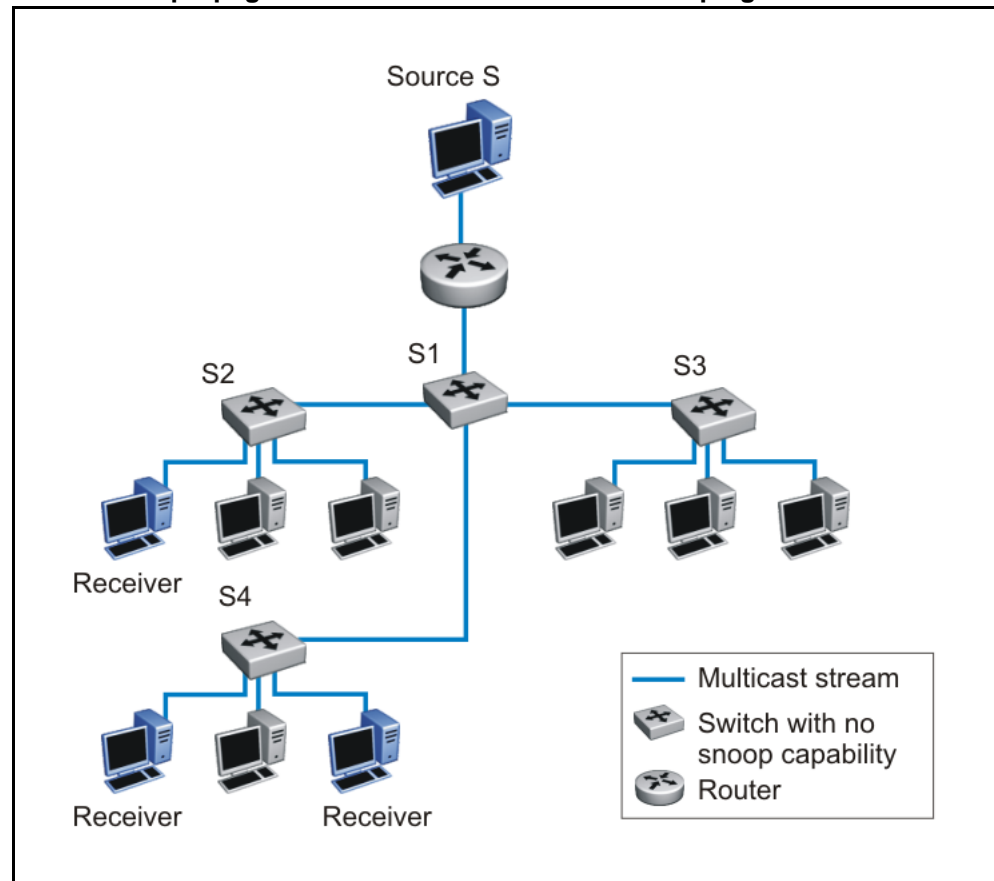 Source S
S1
S2
S3
Receiver
S4
Receiver
Receiver
Multicast stream
Switch with no
snoop capability
Router